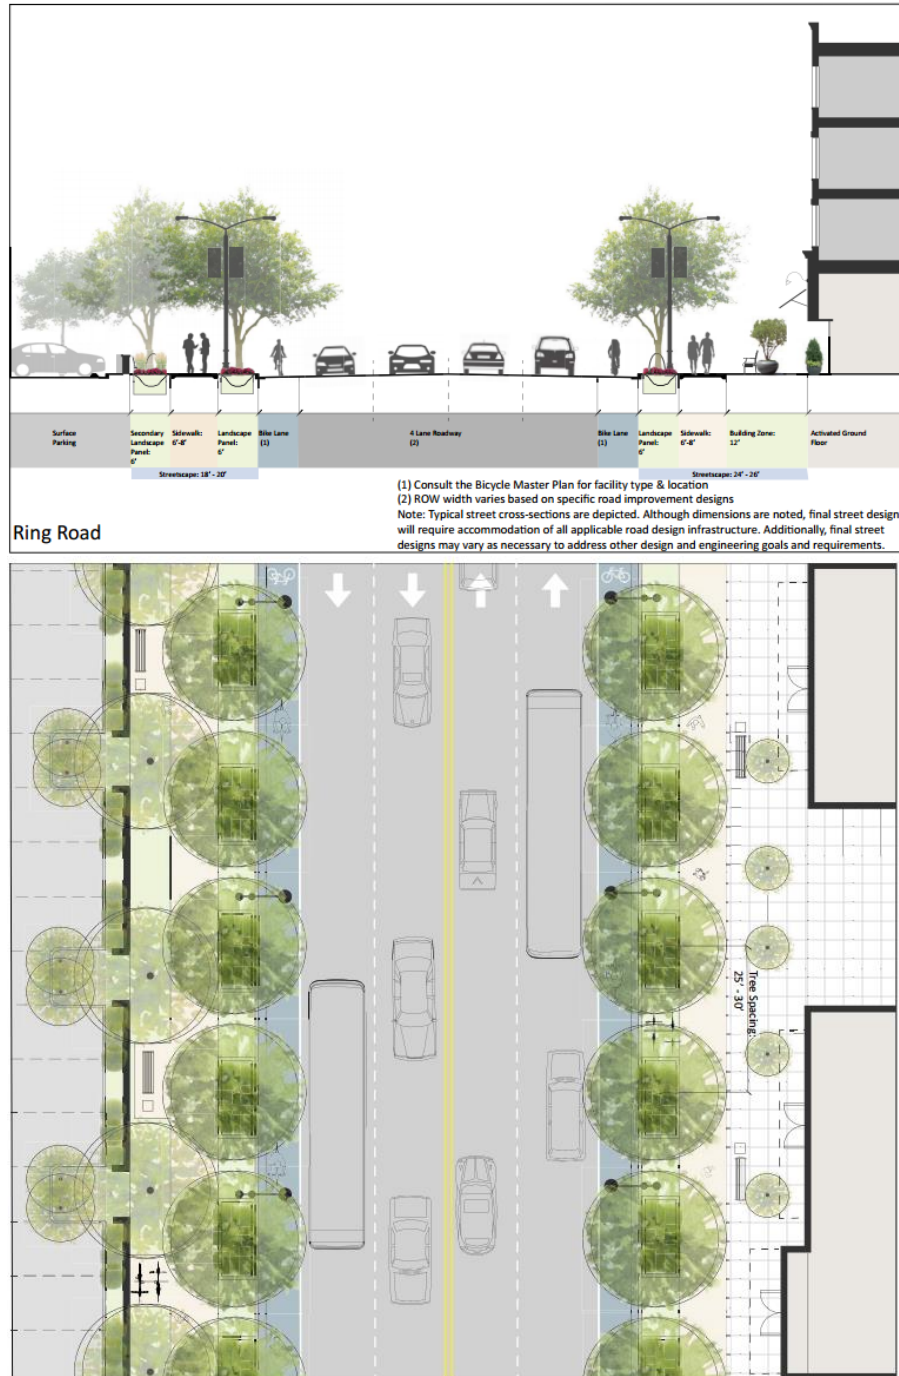 Surface
Parking
Secondary
Landscape
Panel:
6'
Sidewalk:
6'-8'
Landscape
Panel:
6'
Bike Lane
(1)
4 Lane Roadway
(2)
Bike Lane
(1)
Landscape
Panel:
6'
Sidewalk:
6'-8'
Building Zone:
12'
Activated Ground
Floor
Streetscape: 18' - 20'
Streetscape: 24' - 26'
(1) Consult the Bicycle Master Plan for facility type & location
(2) ROW width varies based on specific road improvement designs
Note: Typical street cross-sections are depicted. Although dimensions are noted, final street design
will require accommodation of all applicable road design infrastructure. Additionally, final street
designs may vary as necessary to address other design and engineering goals and requirements.
Ring Road
Tree Spacing:
25' - 30'